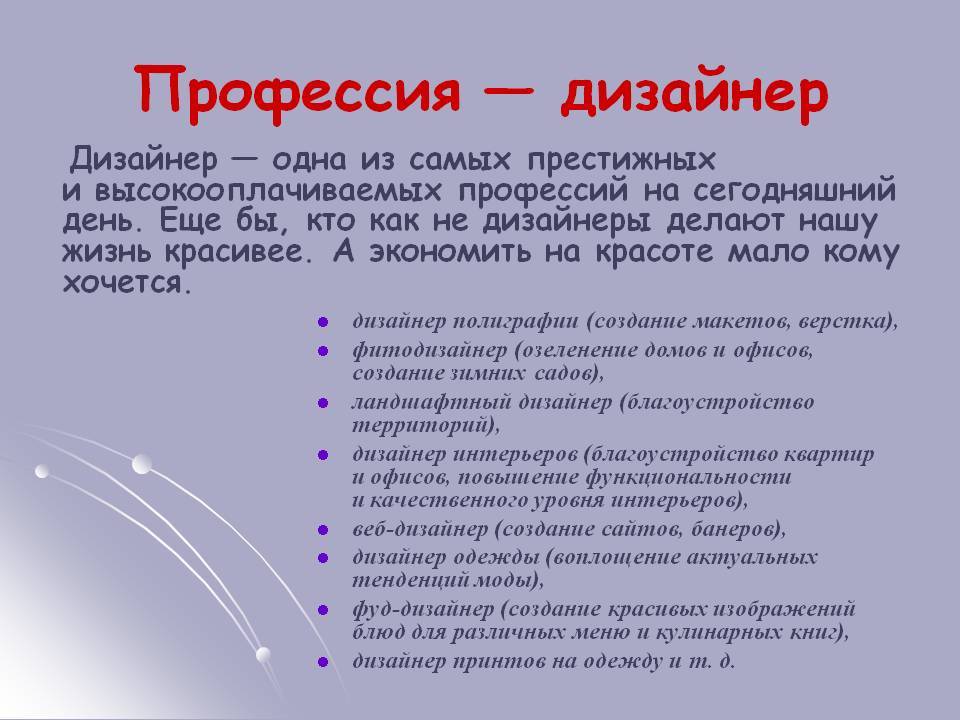 Профессия — дизайнер
Дизайнер — одна из самых престижных
и высокооплачиваемых профессий на сегодняшний
день. Еще бы, кто как не дизайнеры делают нашу
жизнь красивее. А экономить на красоте мало кому
хочется.
дизайнер полиграфии (создание макетов, верстка),
фитодизайнер (озеленение домов и офисов,
создание зимних садов),
ландшафтный дизайнер (благоустройство
территорий),
дизайнер интерьеров (благоустройство квартир
и офисов, повышение функциональности
и качественного уровня интерьеров),
веб-дизайнер (создание сайтов, банеров),
дизайнер одежды (воплощение актуальных
тенденций моды),
фуд-дизайнер (создание красивых изображений
блюд для различных меню и кулинарных книг),
дизайнер принтов на одежду и т. д.